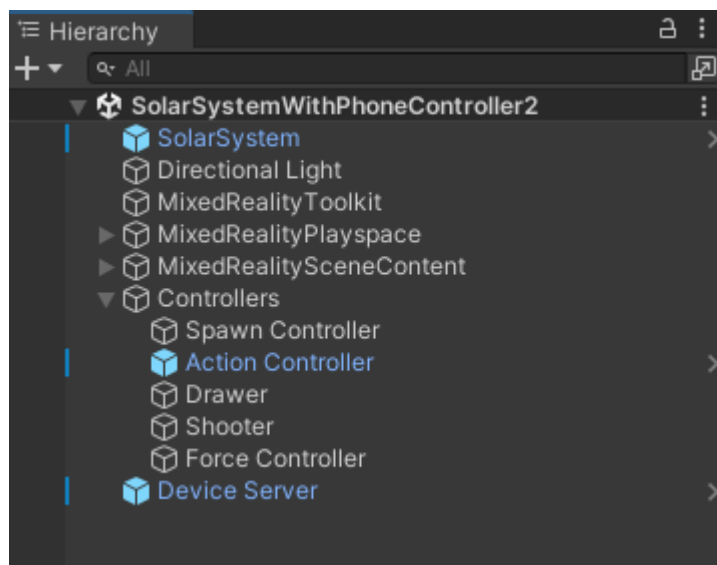 Hierarchy
All
SolarSystemWithPhoneController2
SolarSystem
Directional Light
MixedRealityToolkit
MixedRealityPlayspace
MixedRealitySceneContent
Controllers
Spawn Controller
Action Controller
Drawer
Shooter
Force Controller
Device Server